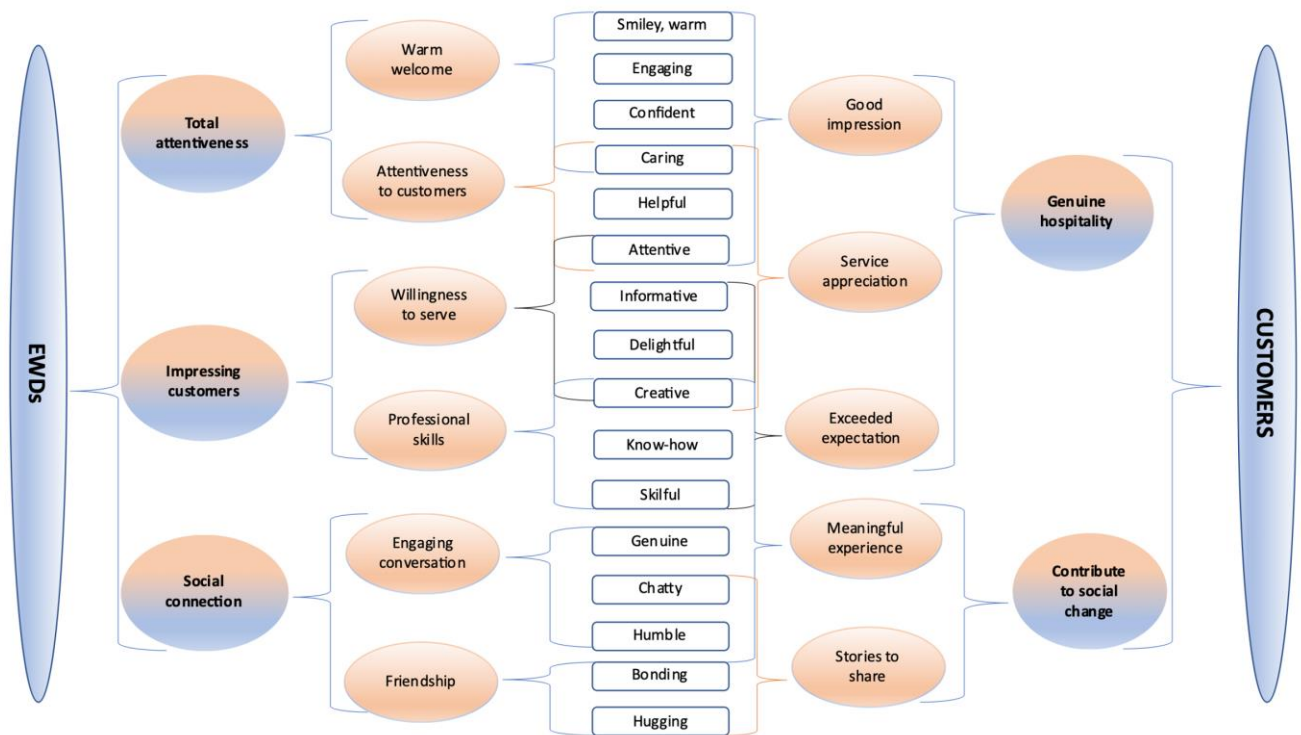 EWDs
Total
attentiveness
Impressing
customers
Social
connection
Warm
welcome
Attentiveness
to customers
Willingness
to serve
Professional
skills
Engaging
conversation
Friendship
Smiley, warm
Engaging
Confident
Caring
Helpful
Attentive
Informative
Delightful
Creative
Know-how
Skilful
Genuine
Chatty
Humble
Bonding
Hugging
Good
impression
Service
appreciation
Exceeded
expectation
Meaningful
experience
Stories to
share
Genuine
hospitality
Contribute
to social
change
CUSTOMERS